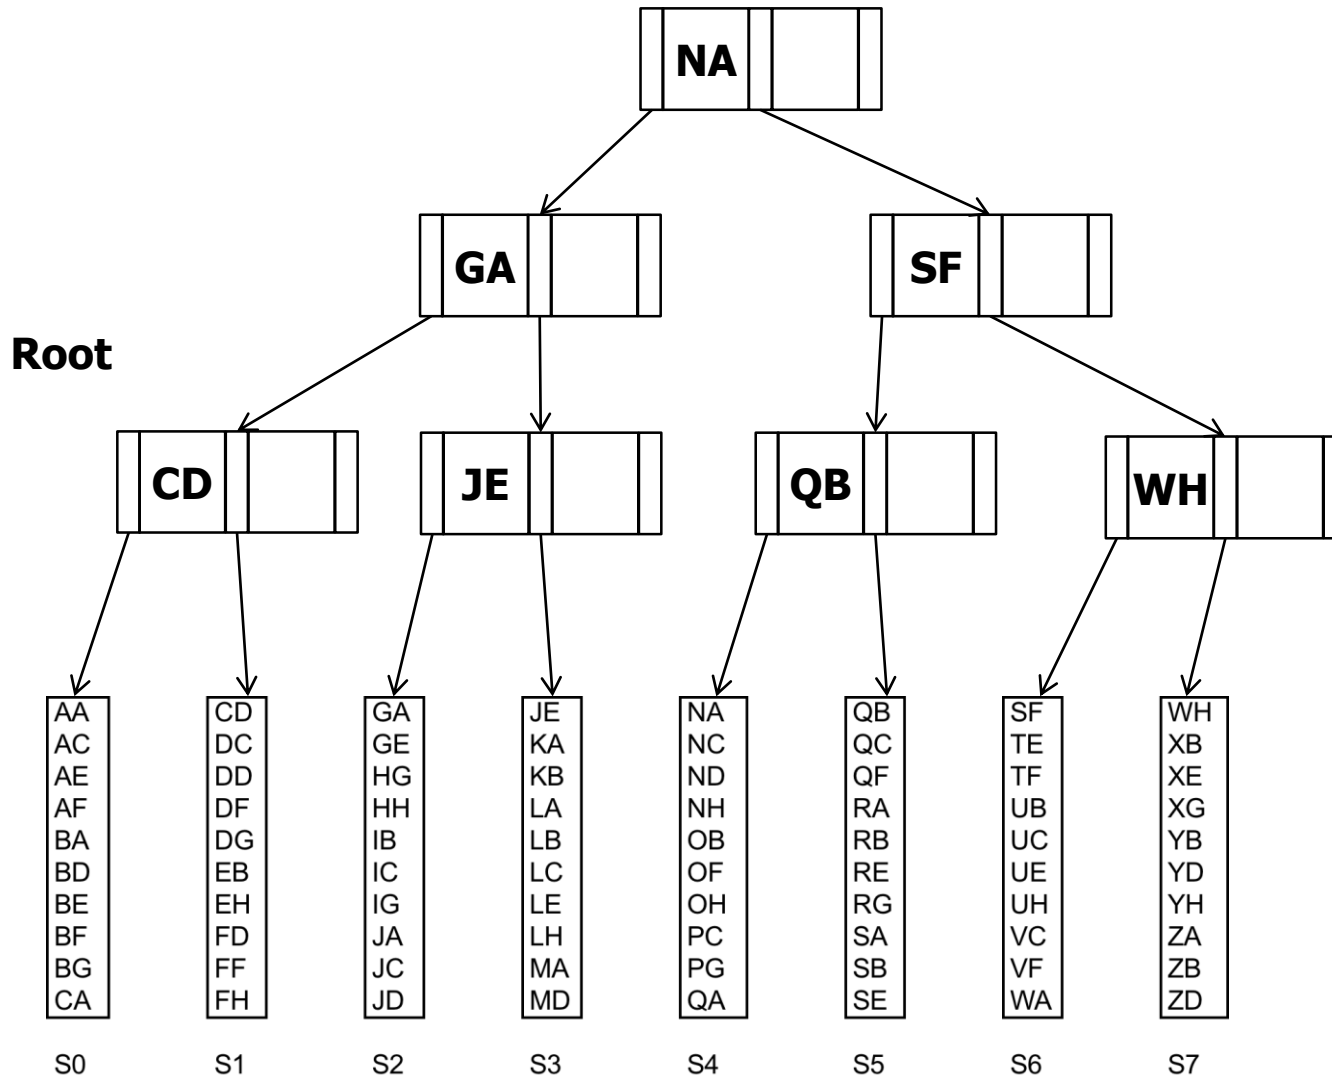 NA
GA
SF
Root
CD
JE
QB
WH
AA
AC
AE
AF
BA
BD
BE
BF
BG
CA
CD
DC
DD
DF
DG
EB
EH
FD
FF
FH
GA
GE
HG
HH
IB
IC
IG
JA
JC
JD
JE
KA
KB
LA
LB
LC
LE
LH
MA
MD
NA
NC
ND
NH
OB
OF
OH
PC
PG
QA
QB
QC
QF
RA
RB
RE
RG
SA
SB
SE
SF
TE
TF
UB
UC
UE
UH
VC
VF
WA
WH
XB
XE
XG
YB
YD
YH
ZA
ZB
ZD
S0
S1
S2
S3
S4
S5
S6
S7